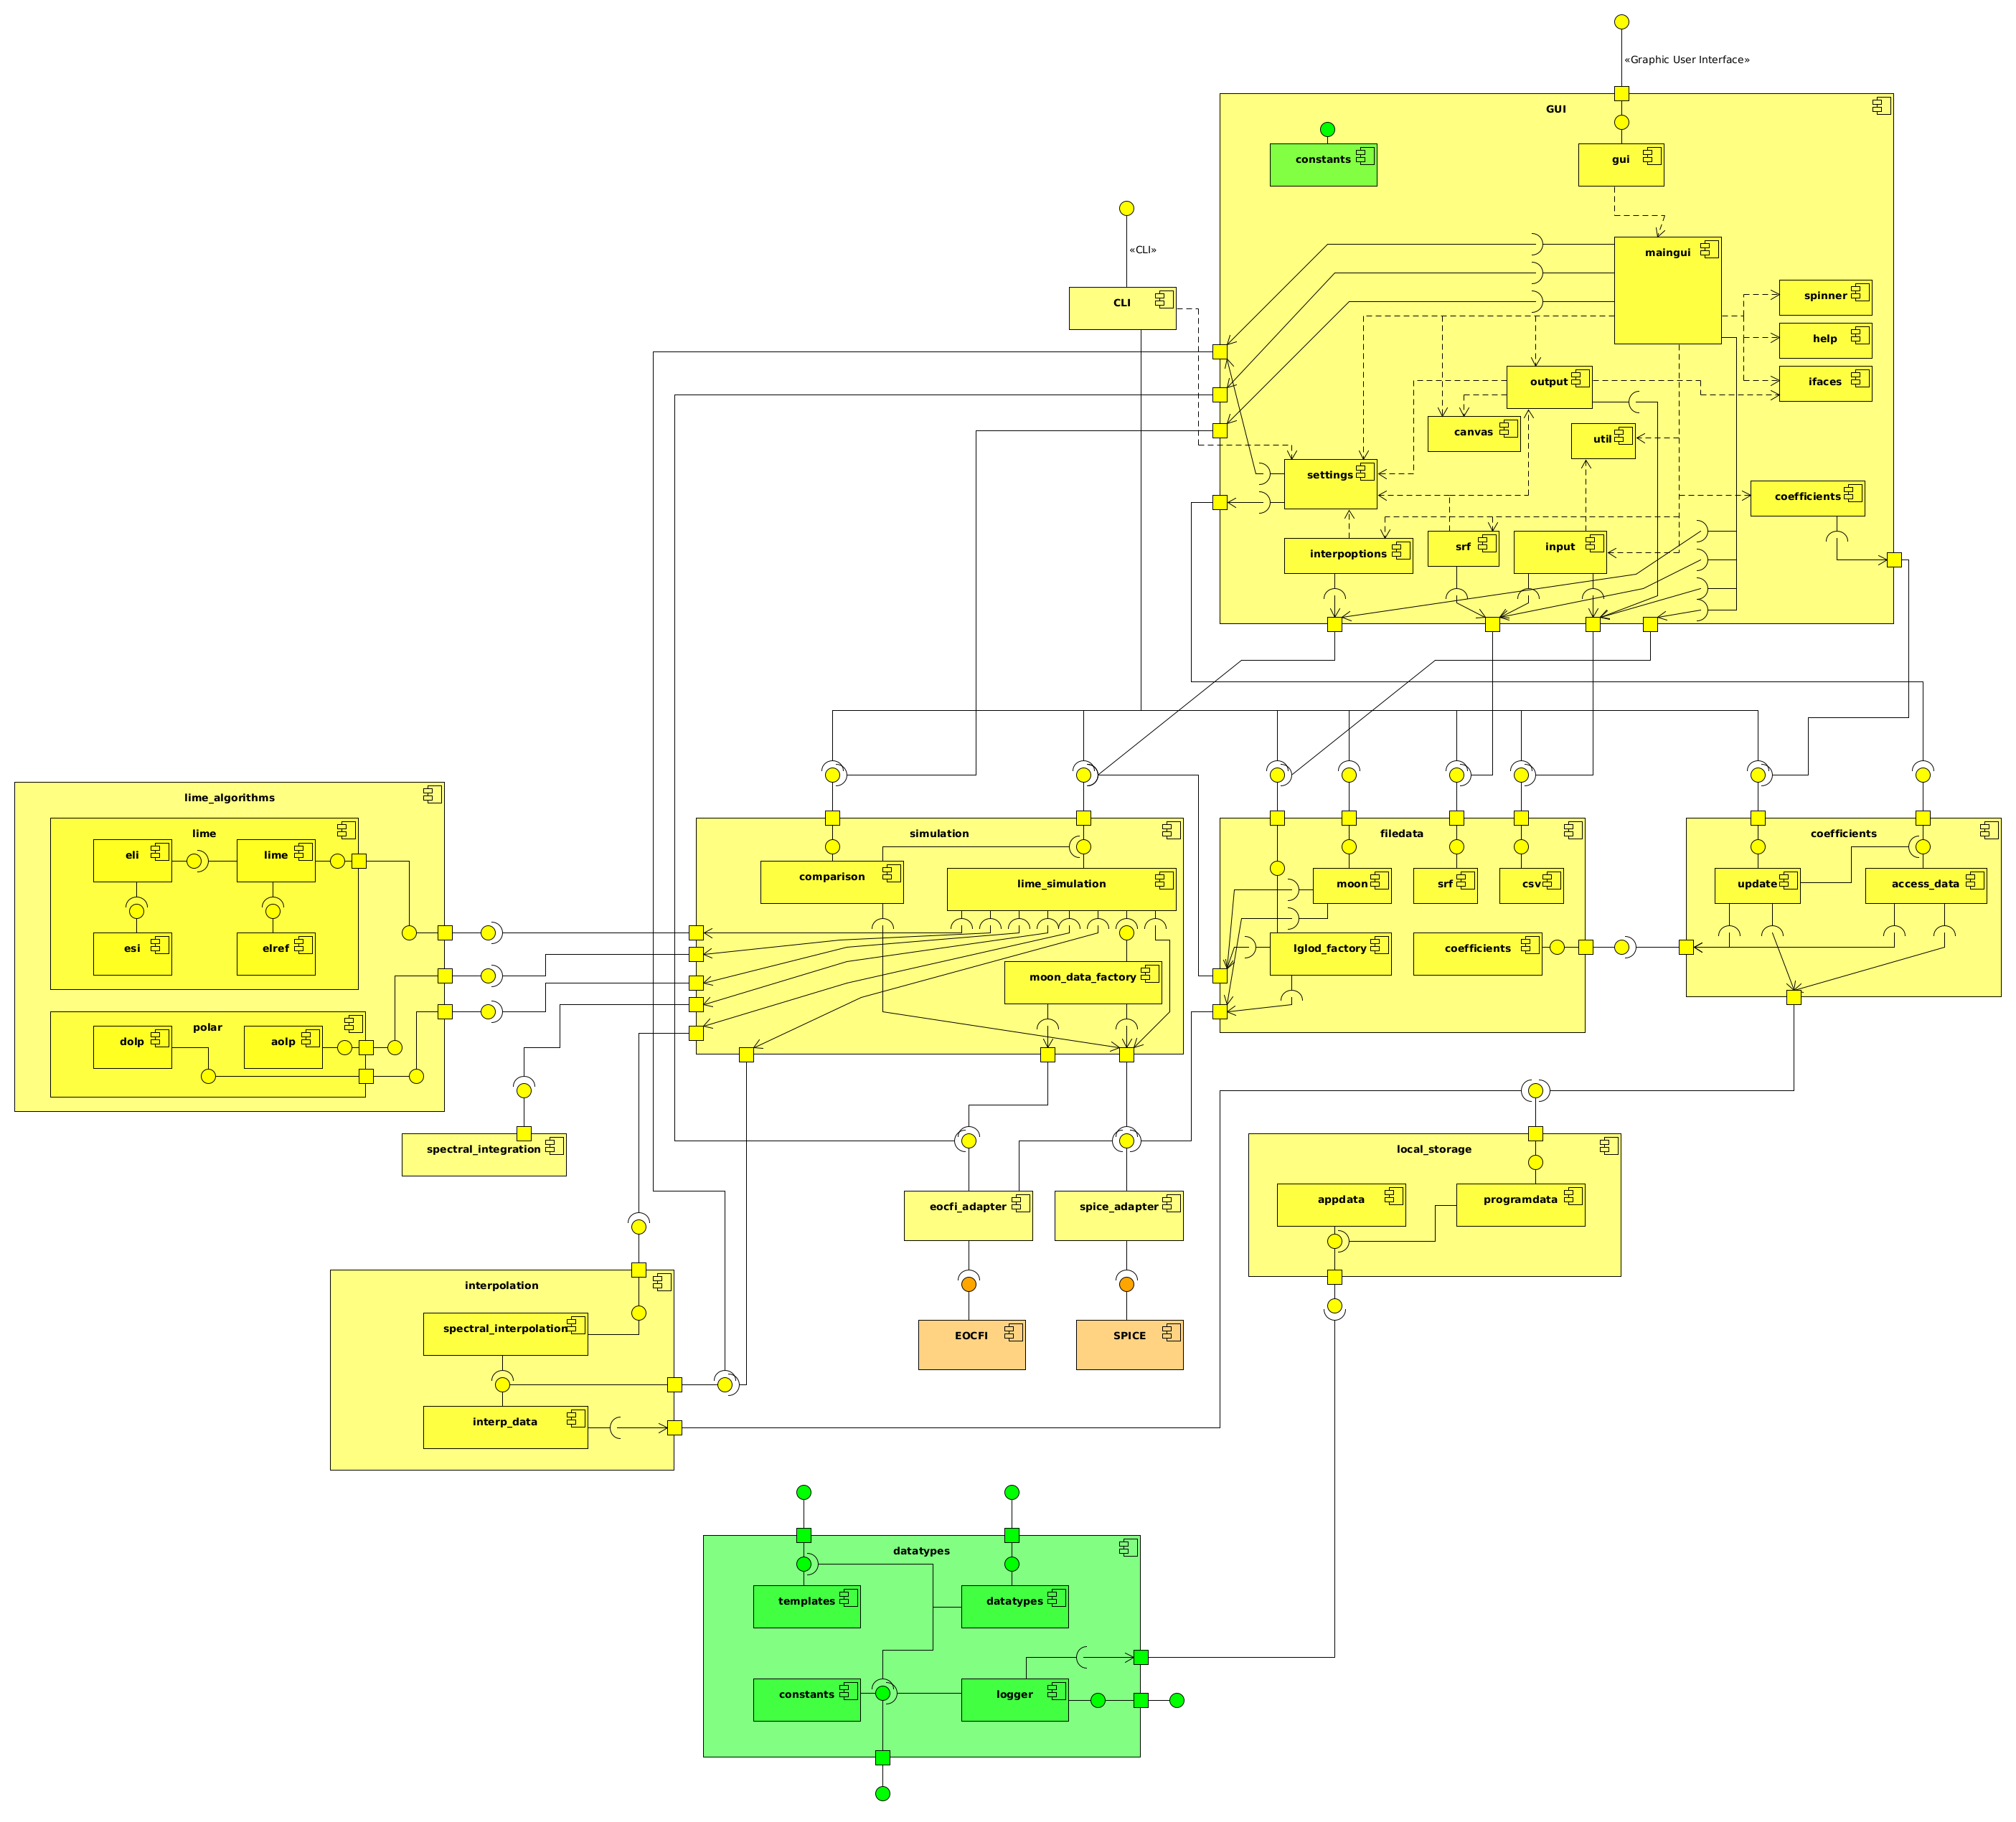 «Graphic User Interface»
GUI
constants
gui
«CLI»
maingui
CLI
spinner
help
output
ifaces
canvas
util
settings
coefficients
interpoptions
srf
input
lime_algorithms
lime
eli
lime
esi
elref
polar
dolp
aolp
simulation
comparison
lime_simulation
moon_data_factory
filedata
moon
srf
csv
lglod_factory
coefficients
coefficients
update
access_data
spectral_integration
local_storage
appdata
programdata
eocfi_adapter
spice_adapter
interpolation
spectral_interpolation
interp_data
EOCFI
SPICE
datatypes
templates
datatypes
constants
logger